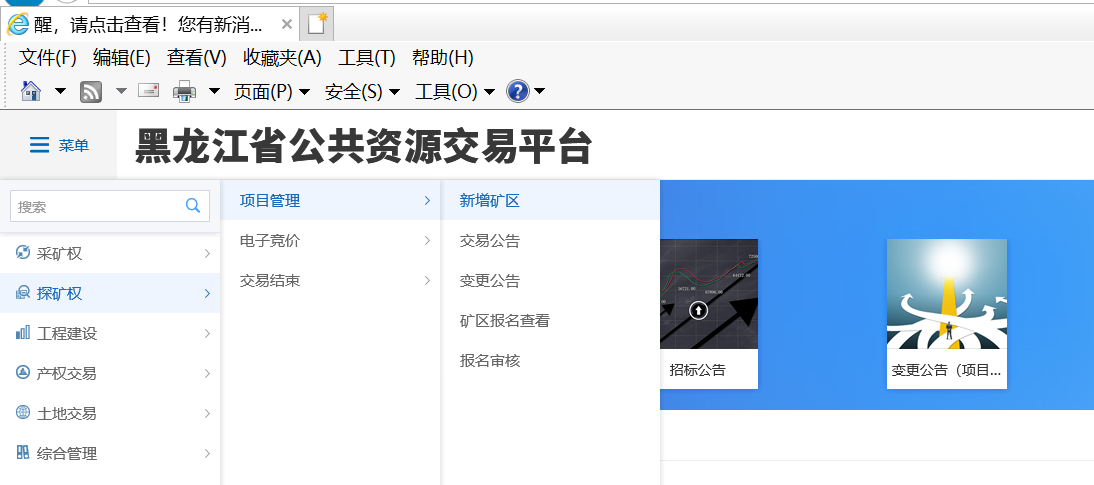 醒，请点击查看！您有新消...
文件(F) 编辑(E) 查看(V) 收藏夹(A) 工具(T) 帮助(H)
页面(P) 安全(S) 工具(O)
菜单
黑龙江省公共资源交易平台
搜索
采矿权
探矿权
工程建设
产权交易
土地交易
综合管理
项目管理
电子竞价
交易结束
新增矿区
交易公告
变更公告
矿区报名查看
报名审核
招标公告
变更公告（项目...